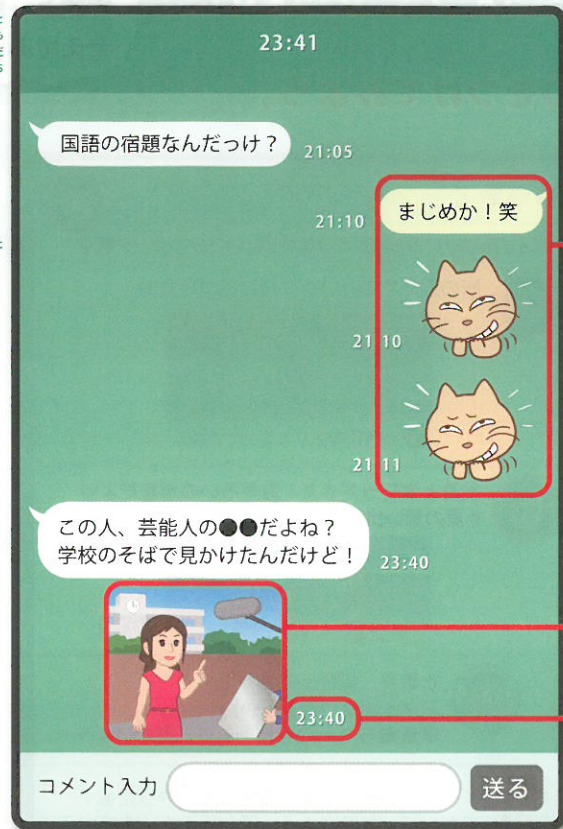 23:41
国語の宿題なんだっけ？
21:05
まじめか！笑
21:10
21:10
21:11
この人、芸能人の●●だよね？
学校のそばで見かけたんだけど！
23:40
23:40
コメント入力
送る